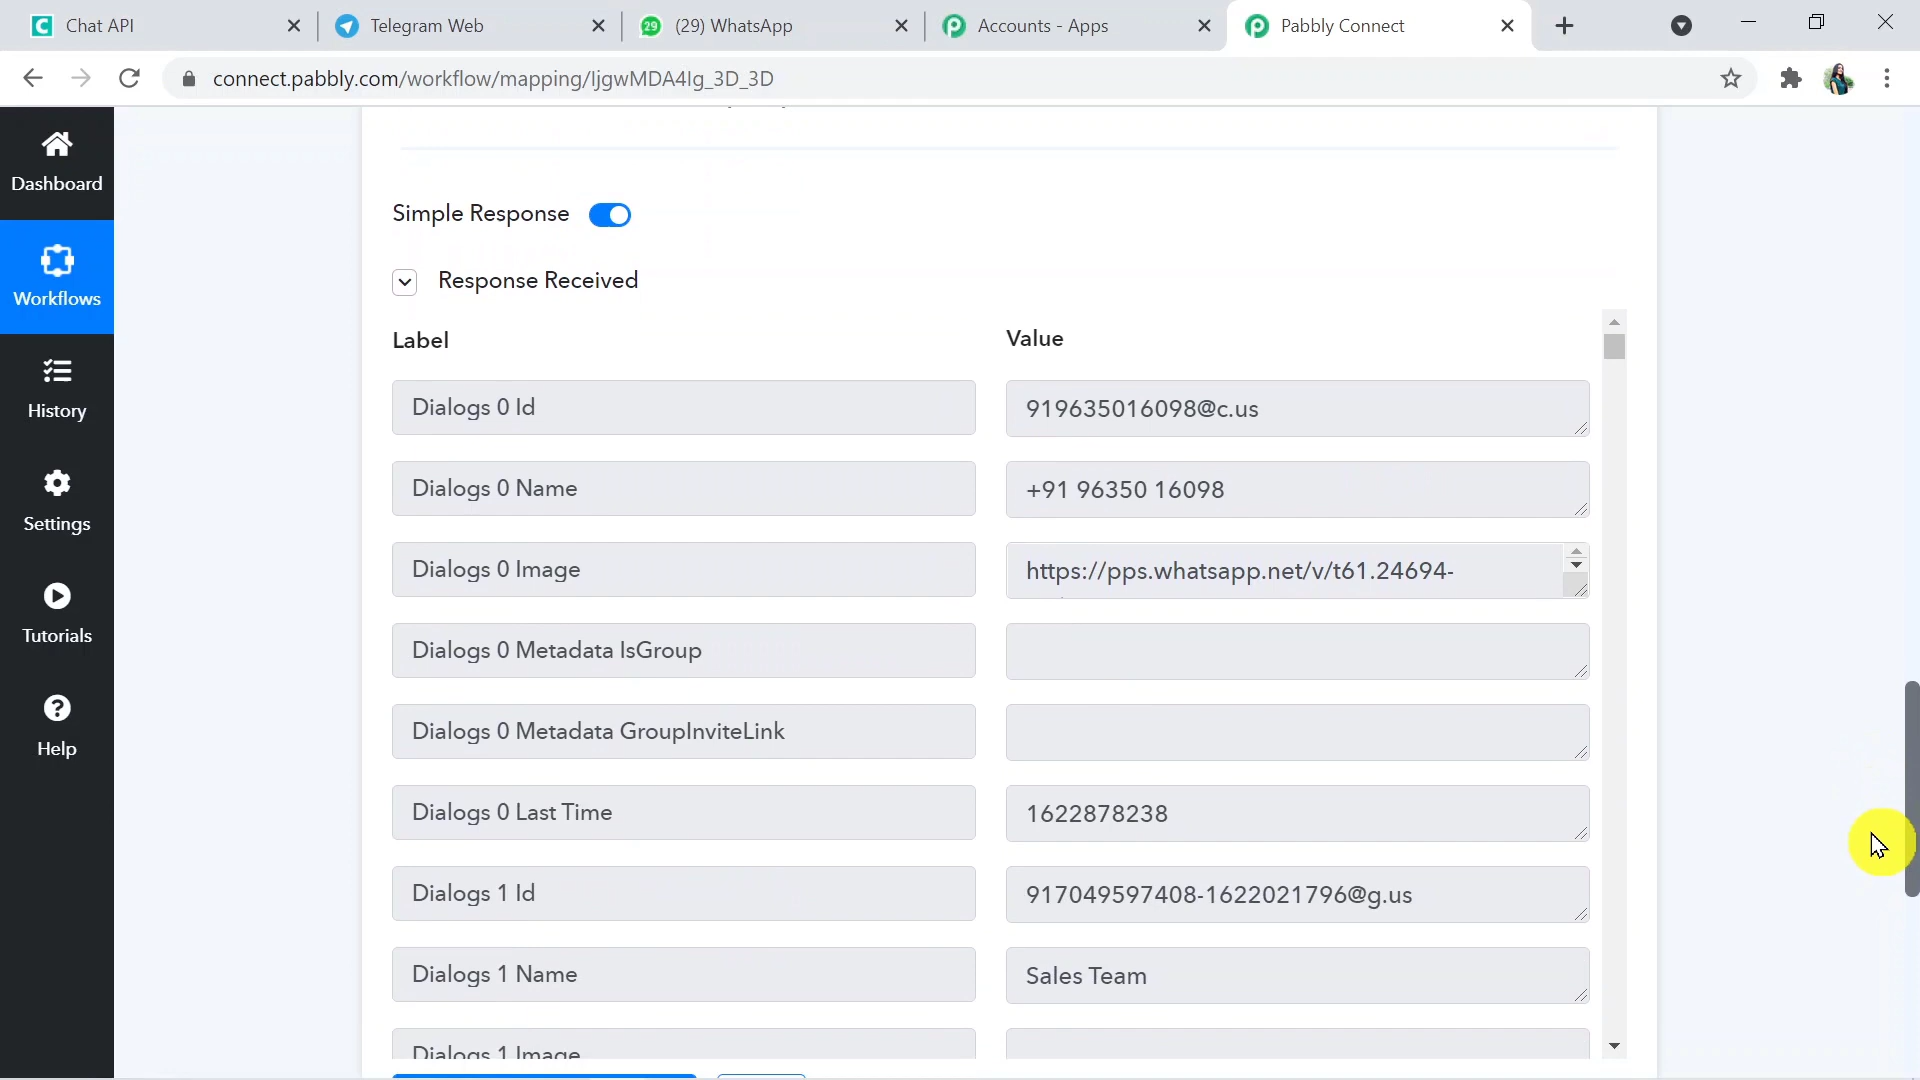 Chat API
Telegram Web
29
(29) WhatsApp
Accounts - Apps
Pabbly Connect
connect.pabbly.com/workflow/mapping/IjgwMDA4Ig_3D_3D
Dashboard
Workflows
History
Settings
Tutorials
Help
Simple Response
Response Received
Label Value
Dialogs 0 Id 919635016098@c.us
Dialogs 0 Name +91 96350 16098
Dialogs 0 Image https://pps.whatsapp.net/v/t61.24694-
Dialogs 0 Metadata IsGroup
Dialogs 0 Metadata GroupInviteLink
Dialogs 0 Last Time 1622878238
Dialogs 1 Id 917049597408-1622021796@g.us
Dialogs 1 Name Sales Team
Dialogs 1 Image